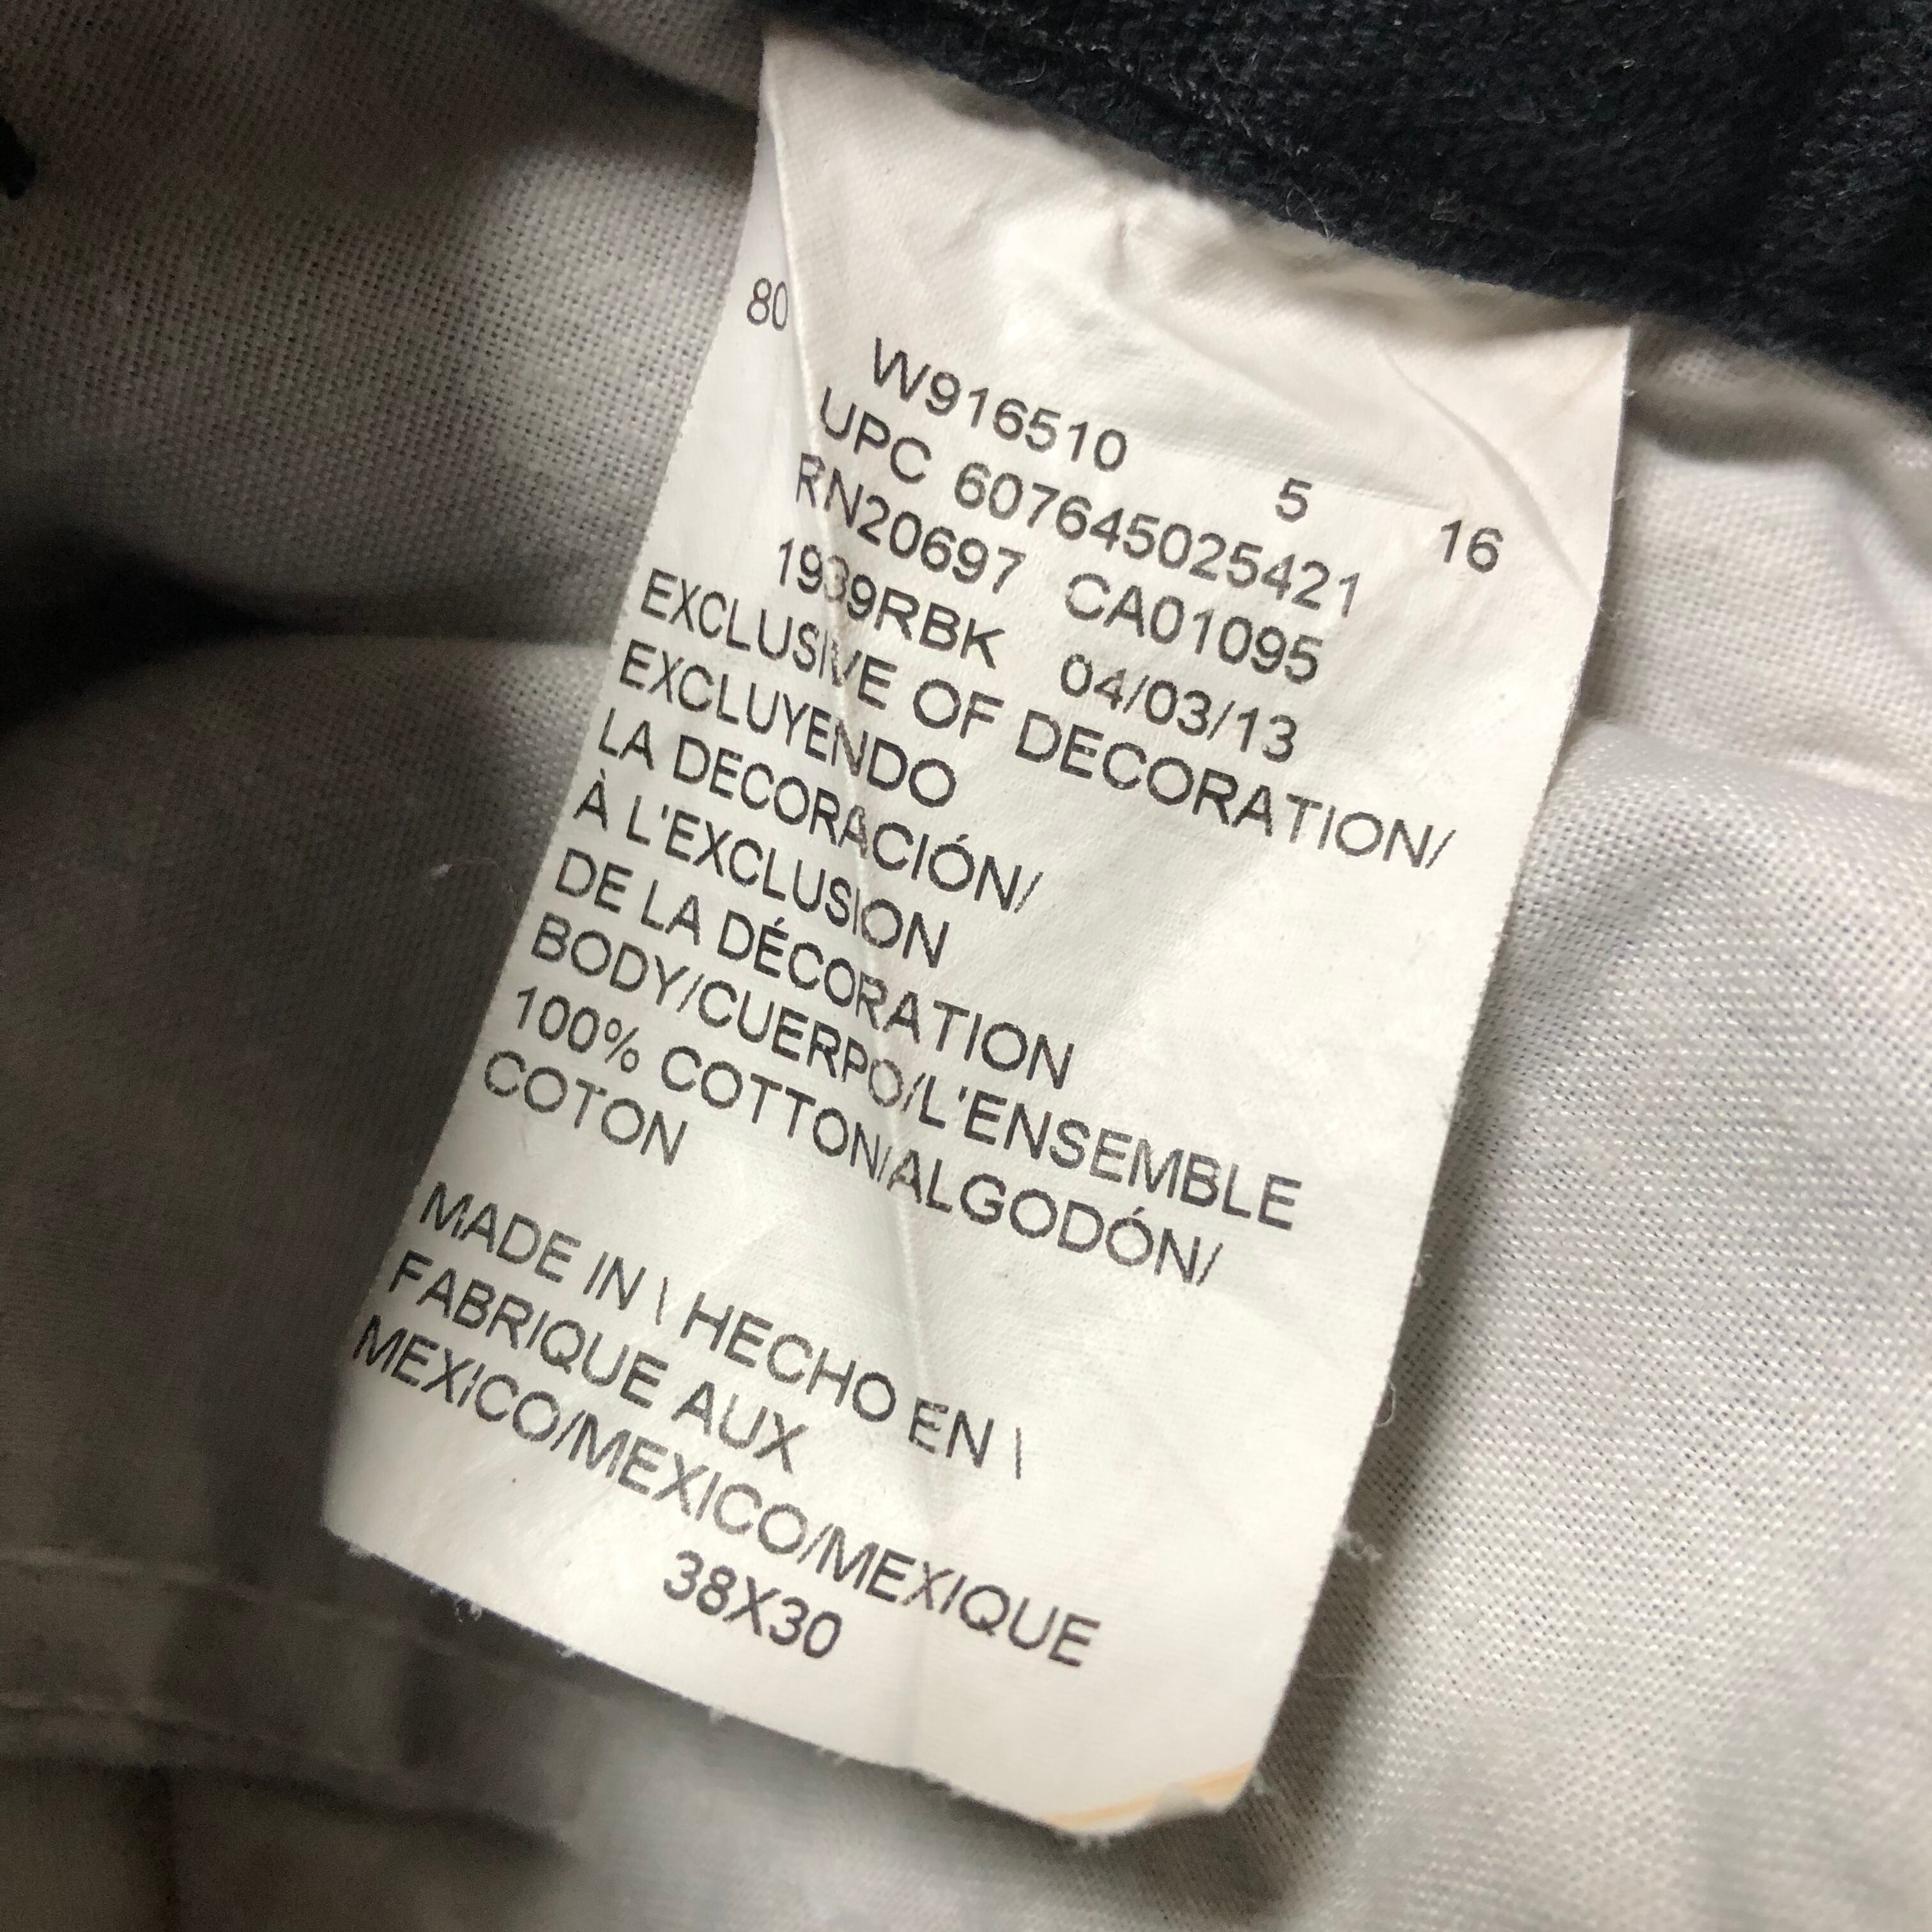 80 W916510 5 16
UPC 607645025421
RN20697 CA01095
1939RBK 04/03/13
EXCLUSIVE OF DECORATION/
EXCLUYENDO
LA DECORACIÓN/
À L'EXCLUSION
DE LA DÉCORATION
BODY/CUERPO/L'ENSEMBLE
100% COTTON/ALGODÓN/
COTON
MADE IN \ HECHO EN \
FABRIQUE AUX
MEXICO/MEXICO/MEXIQUE
38X30